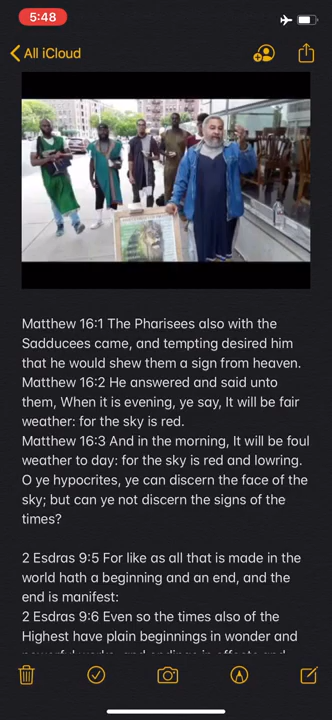 5:48
All iCloud
Matthew 16:1 The Pharisees also with the
Sadducees came, and tempting desired him
that he would shew them a sign from heaven.
Matthew 16:2 He answered and said unto
them, When it is evening, ye say, It will be fair
weather: for the sky is red.
Matthew 16:3 And in the morning, It will be foul
weather to day: for the sky is red and lowring.
O ye hypocrites, ye can discern the face of the
sky; but can ye not discern the signs of the
times?
2 Esdras 9:5 For like as all that is made in the
world hath a beginning and an end, and the
end is manifest:
2 Esdras 9:6 Even so the times also of the
Highest have plain beginnings in wonder and
powerful works, and endings in effects and